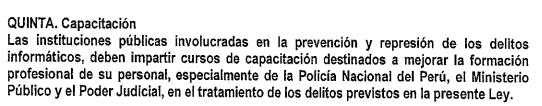 QUINTA. Capacitación
Las instituciones públicas involucradas en la prevención y represión de los delitos
informáticos, deben impartir cursos de capacitación destinados a mejorar la formación
profesional de su personal, especialmente de la Policía Nacional del Perú, el Ministerio
Público y el Poder Judicial, en el tratamiento de los delitos previstos en la presente Ley.